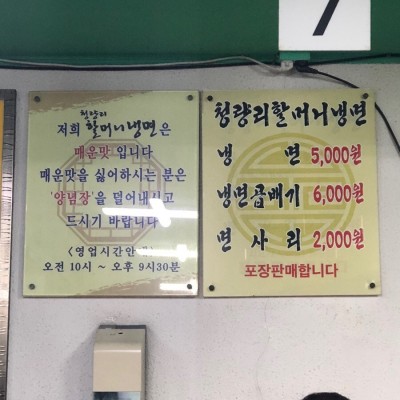 7
청량리
저희 할머니냉면은
매운맛입니다
매운맛을 싫어하시는 분은
'양념장'을 덜어내시고
드시기 바랍니다
<영업시간안내>
오전 10시 ~ 오후 9시30분
청량리할머니냉면
냉 면 5,000원
냉면곱배기 6,000원
면 사 리 2,000원
포장판매합니다